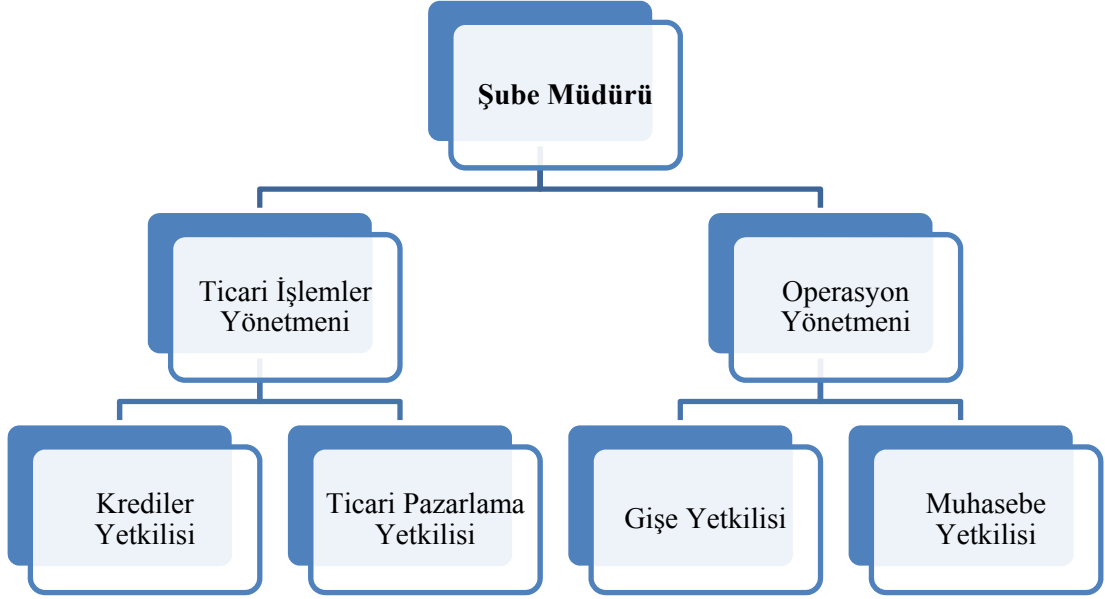 Şube Müdürü
Ticari İşlemler
Yönetmeni
Operasyon
Yönetmeni
Krediler
Yetkilisi
Ticari Pazarlama
Yetkilisi
Gişe Yetkilisi
Muhasebe
Yetkilisi